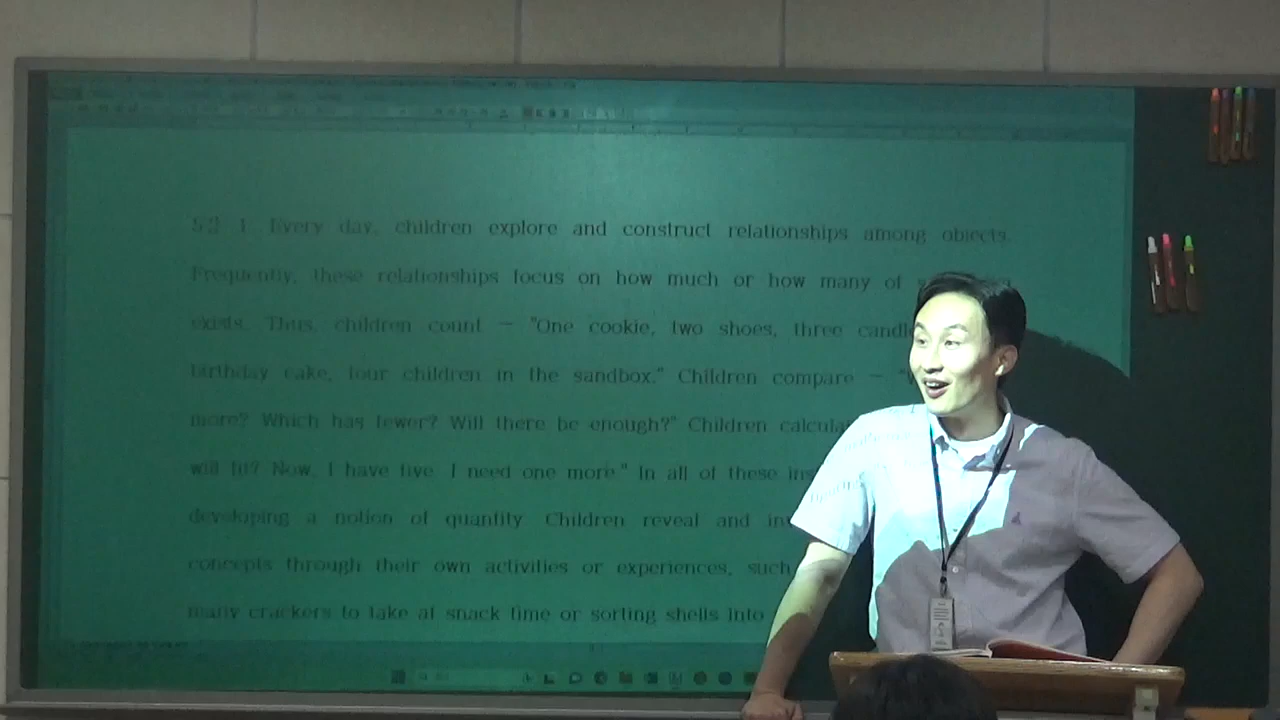 52 1 Every day, children explore and construct relationships among objects.
Frequently, these relationships focus on how much or how many of
exists. Thus, children count — "One cookie, two shoes, three
birthday cake, four children in the sandbox." Children compare — "
more? Which has fewer? Will there be enough?" Children
will fit? Now, I have five. I need one more." In all of these
developing a notion of quantity. Children reveal and
concepts through their own activities or experiences, such
many crackers to take at snack time or sorting shells into